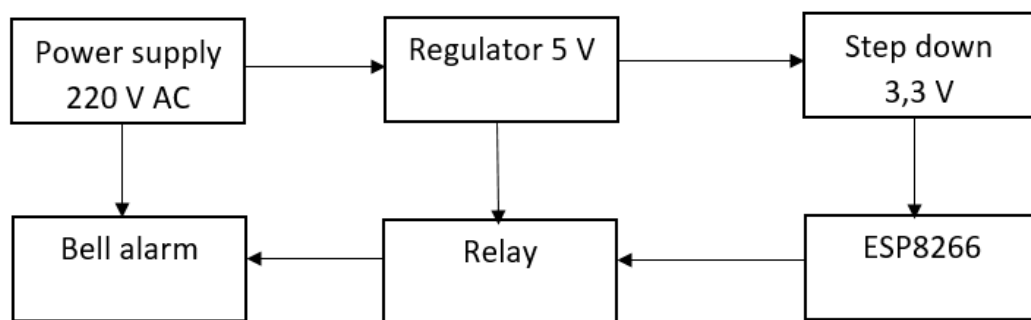 Power supply
220 V AC
Regulator 5 V
Step down
3,3 V
Bell alarm
Relay
ESP8266